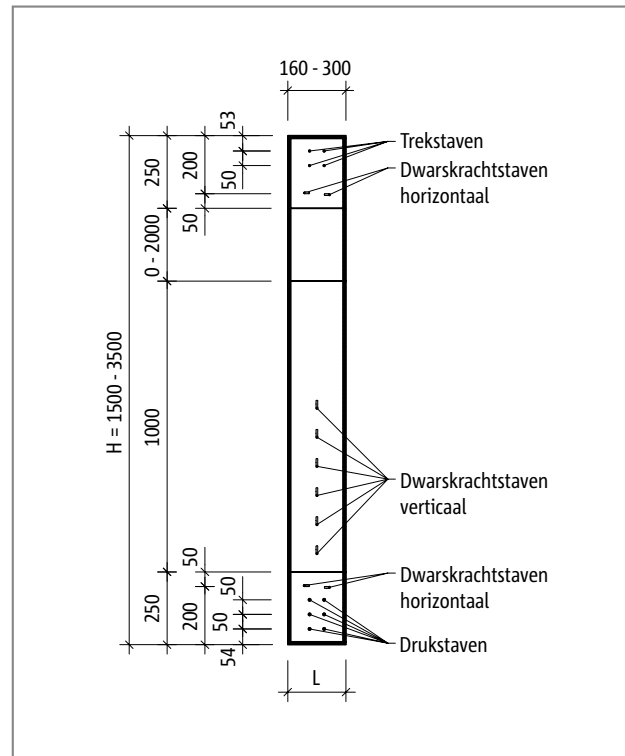 160 - 300
53
Trekstaven
250
200
50
Dwarskrachtstaven
horizontaal
50
0 - 2000
H = 1500 - 3500
1000
Dwarskrachtstaven
verticaal
50
50
Dwarskrachtstaven
horizontaal
250
200
50
Drukstaven
54
L